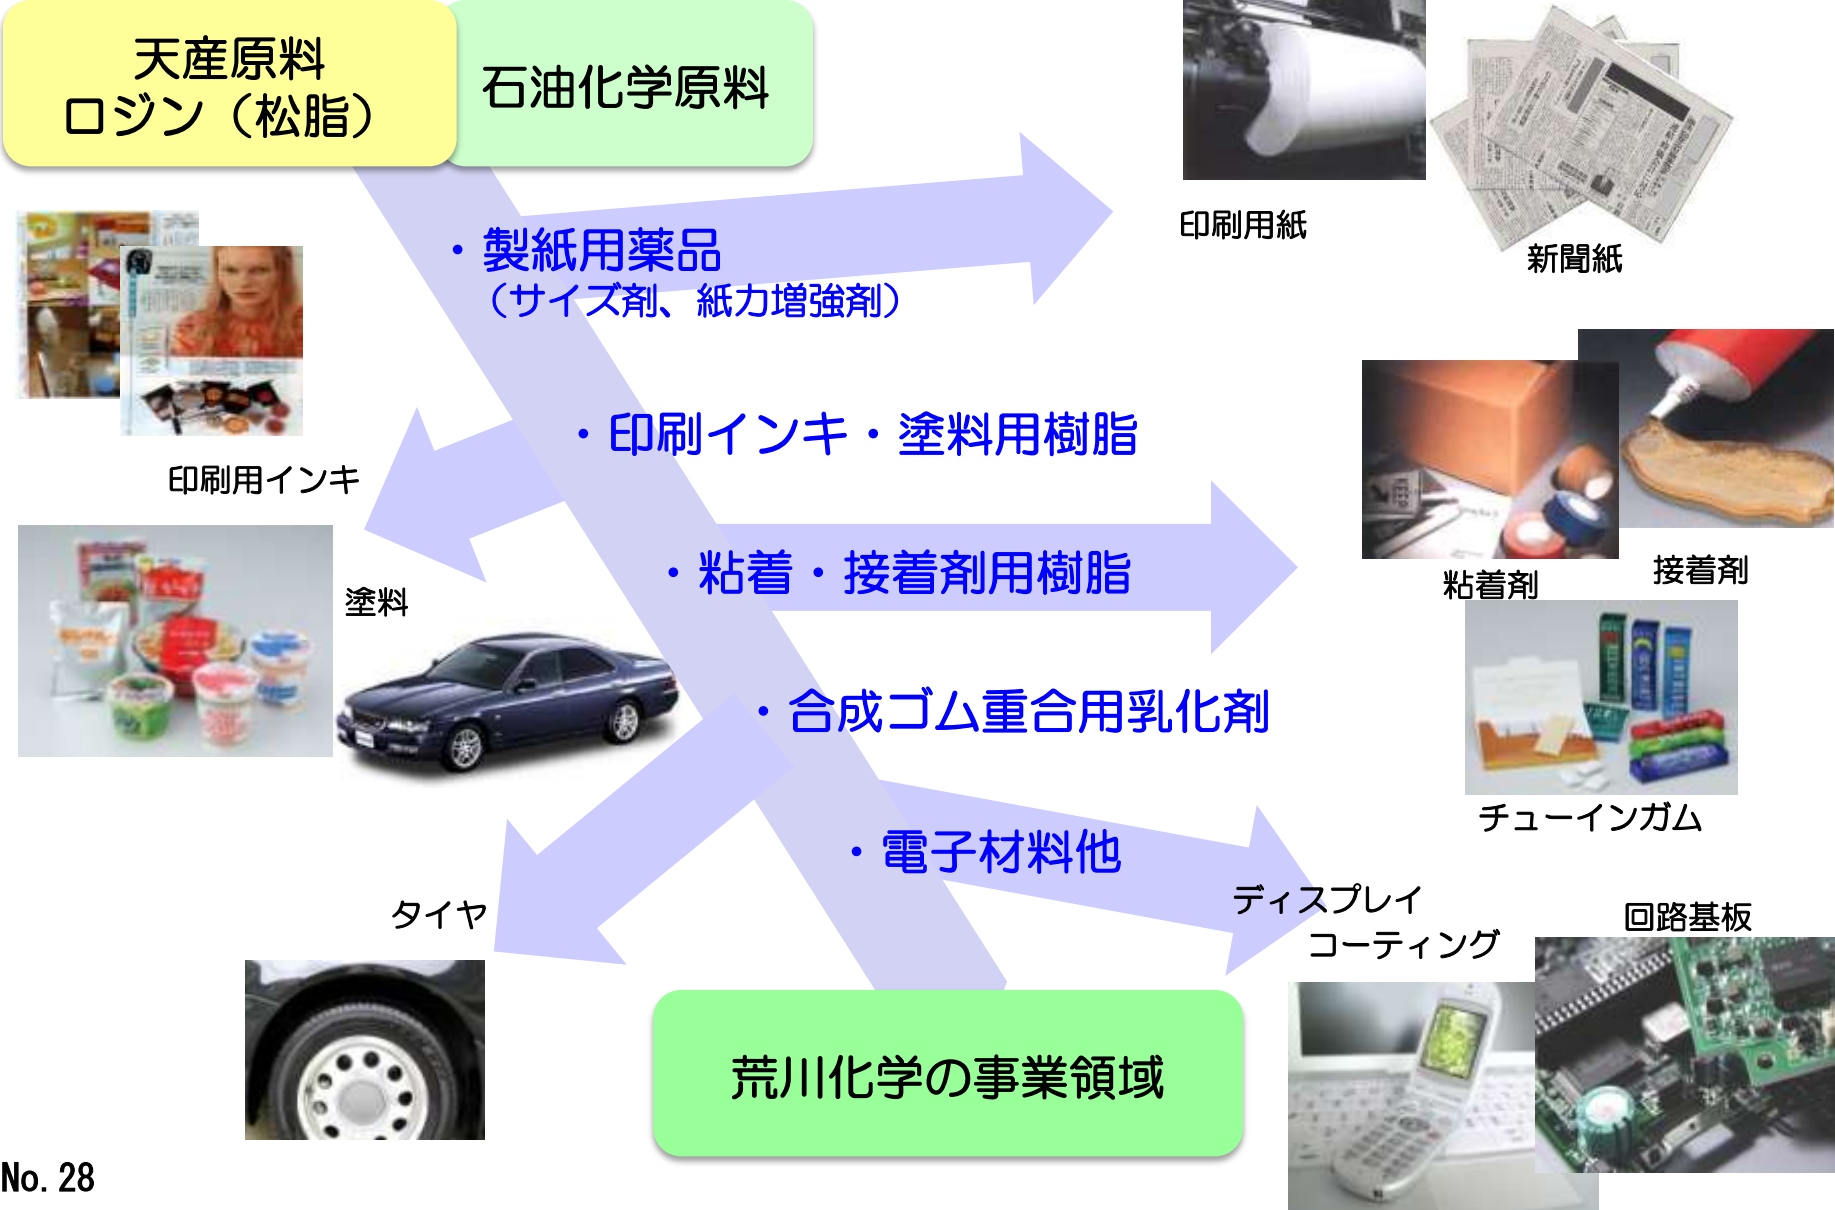 天産原料
ロジン（松脂）
石油化学原料
印刷用紙
新聞紙
・製紙用薬品
（サイズ剤、紙力増強剤）
・印刷インキ・塗料用樹脂
印刷用インキ
・粘着・接着剤用樹脂
粘着剤
接着剤
塗料
・合成ゴム重合用乳化剤
チューインガム
・電子材料他
タイヤ
ディスプレイ
コーティング
回路基板
荒川化学の事業領域
No. 28